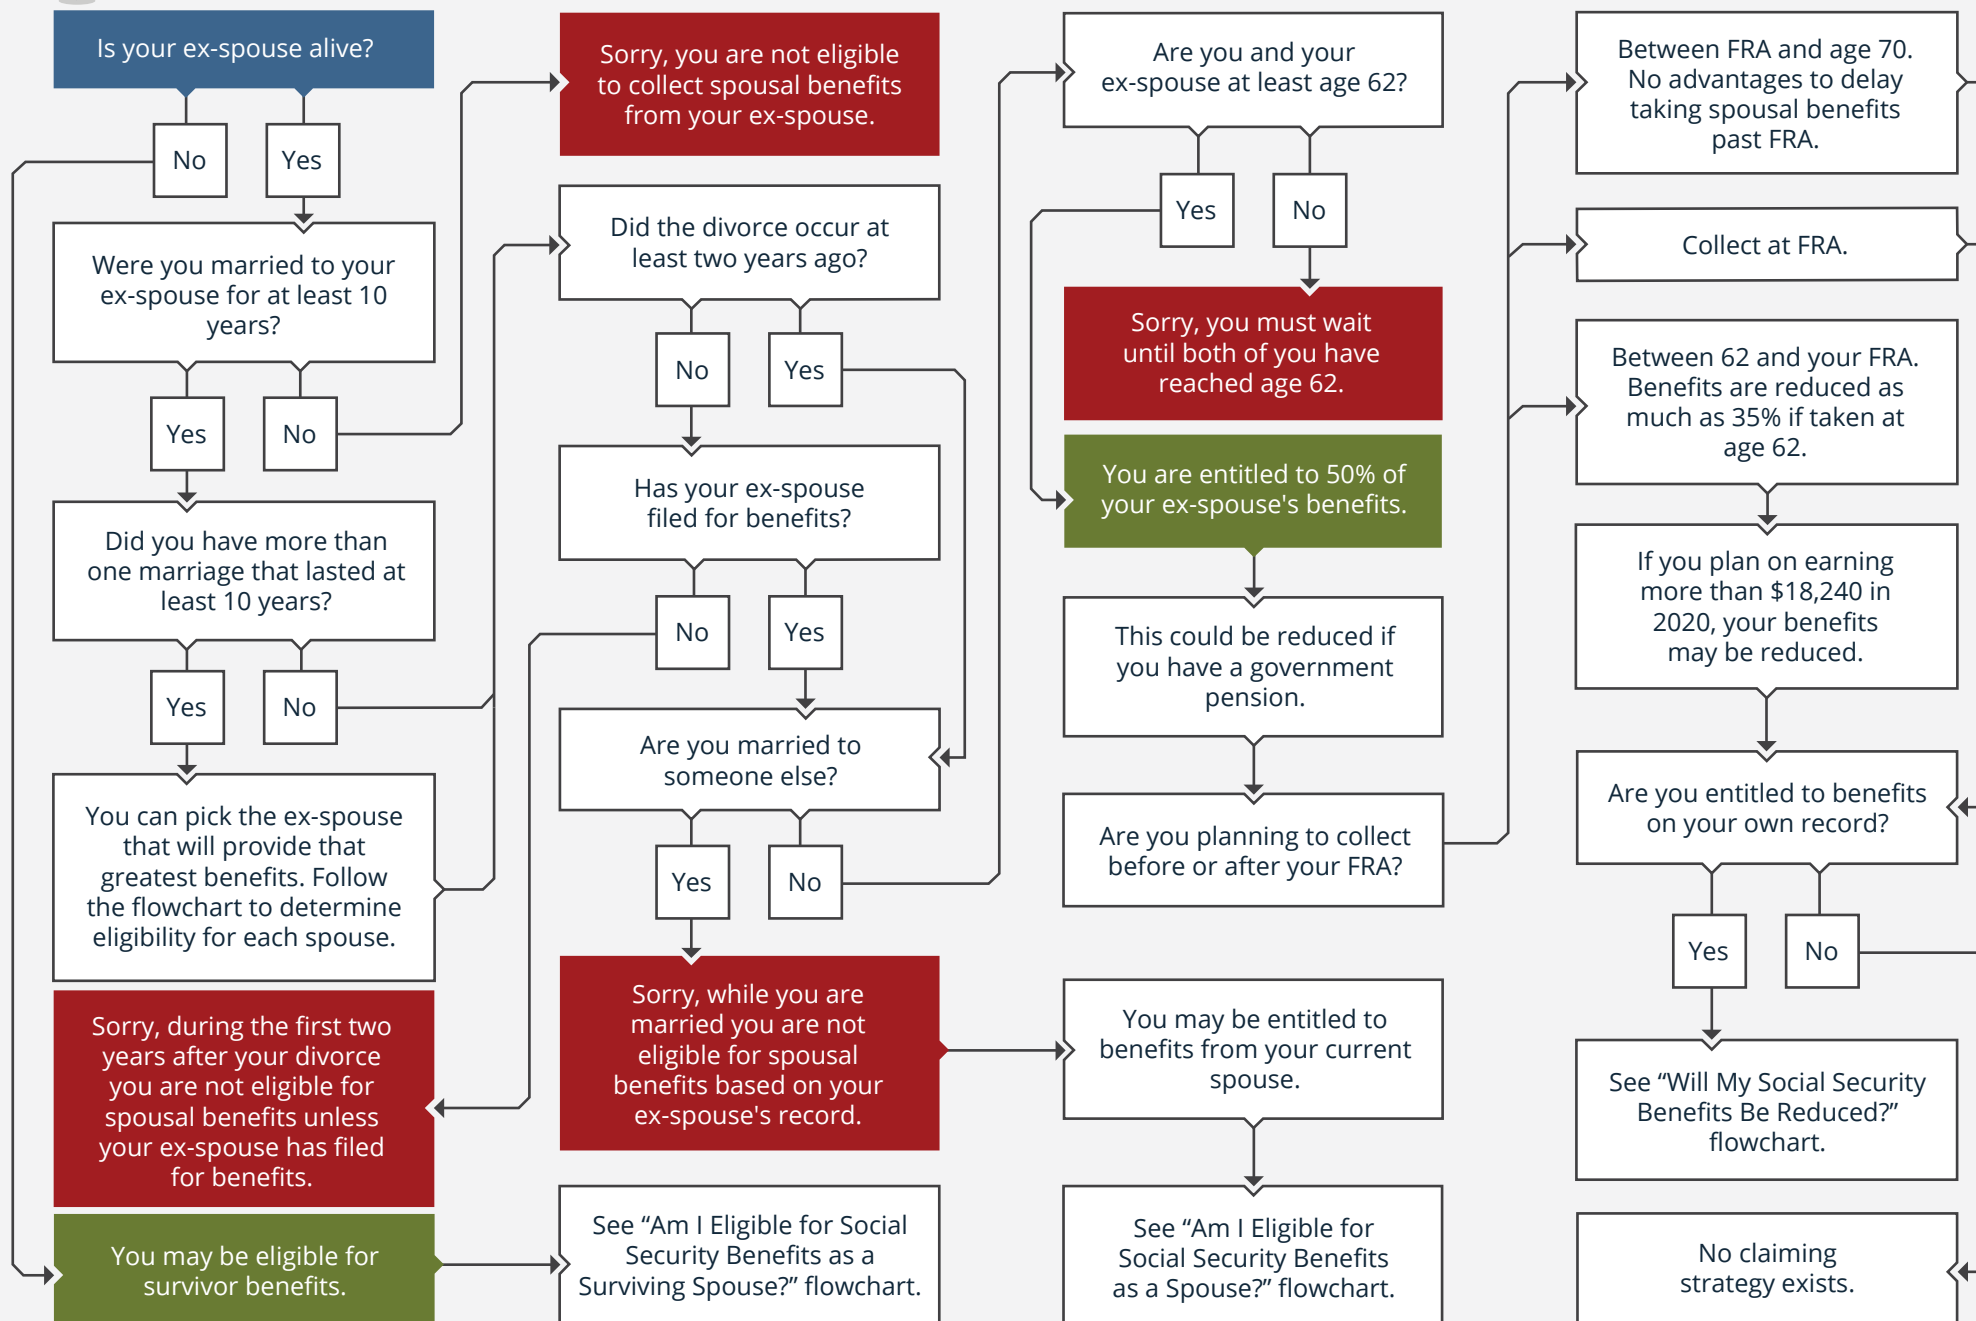 Is your ex-spouse alive?
No
Yes
Were you married to your
ex-spouse for at least 10
years?
Yes
No
Did you have more than
one marriage that lasted at
least 10 years?
Yes
No
You can pick the ex-spouse
that will provide that
greatest benefits. Follow
the flowchart to determine
eligibility for each spouse.
Sorry, during the first two
years after your divorce
you are not eligible for
spousal benefits unless
your ex-spouse has filed
for benefits.
You may be eligible for
survivor benefits.
Sorry, you are not eligible
to collect spousal benefits
from your ex-spouse.
Did the divorce occur at
least two years ago?
No
Yes
Has your ex-spouse
filed for benefits?
No
Yes
Are you married to
someone else?
Yes
No
Sorry, while you are
married you are not
eligible for spousal
benefits based on your
ex-spouse's record.
See “Am I Eligible for Social
Security Benefits as a
Surviving Spouse?” flowchart.
Are you and your
ex-spouse at least age 62?
Yes
No
Sorry, you must wait
until both of you have
reached age 62.
You are entitled to 50% of
your ex-spouse's benefits.
This could be reduced if
you have a government
pension.
Are you planning to collect
before or after your FRA?
You may be entitled to
benefits from your current
spouse.
See “Am I Eligible for
Social Security Benefits
as a Spouse?” flowchart.
Between FRA and age 70.
No advantages to delay
taking spousal benefits
past FRA.
Collect at FRA.
Between 62 and your FRA.
Benefits are reduced as
much as 35% if taken at
age 62.
If you plan on earning
more than $18,240 in
2020, your benefits
may be reduced.
Are you entitled to benefits
on your own record?
Yes
No
See “Will My Social Security
Benefits Be Reduced?”
flowchart.
No claiming
strategy exists.